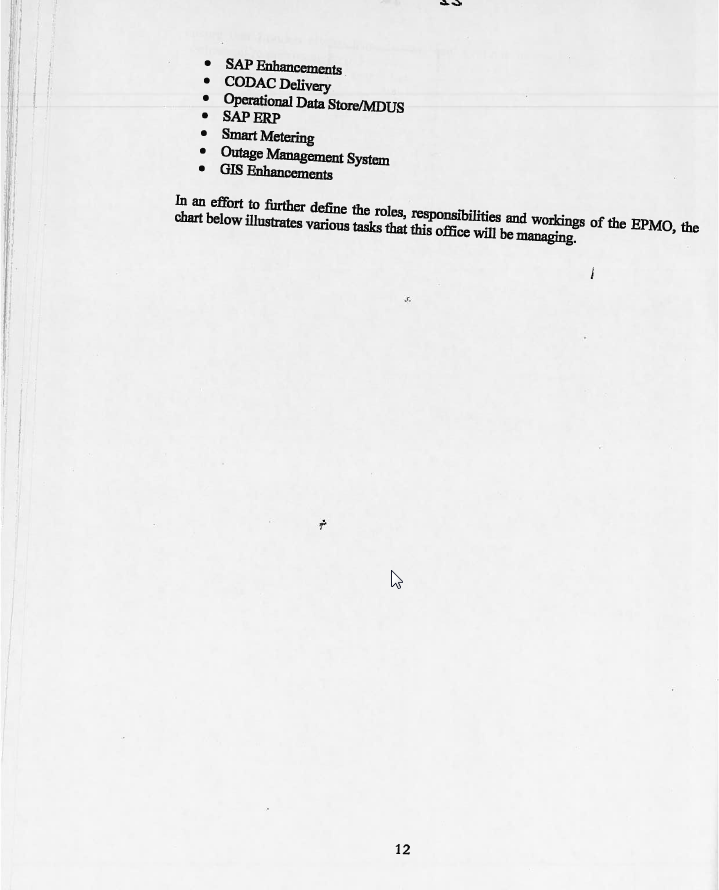 • SAP Enhancements
• CODAC Delivery
• Operational Data Store/MDUS
• SAP ERP
• Smart Metering
• Outage Management System
• GIS Enhancements
In an effort to further define the roles, responsibilities and workings of the EPMO, the
chart below illustrates various tasks that this office will be managing.
12